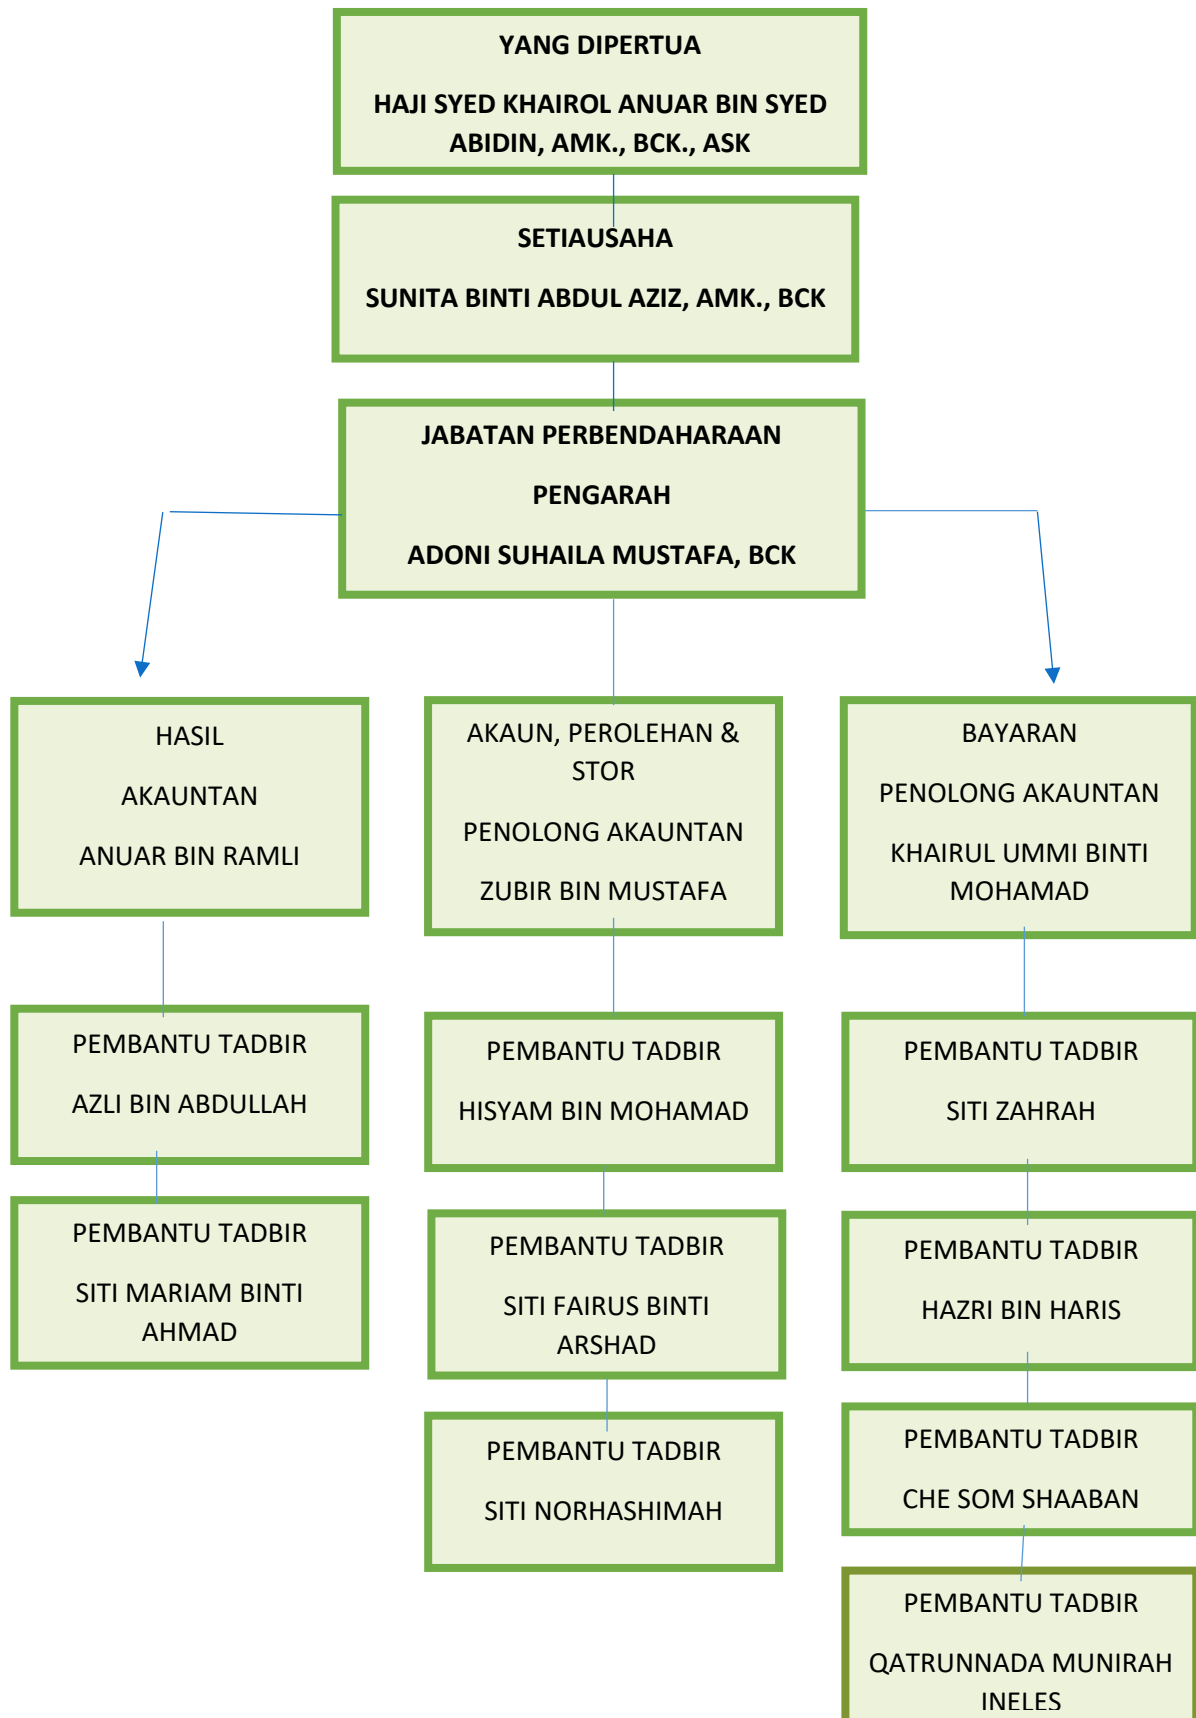 YANG DIPERTUA
HAJI SYED KHAIROL ANUAR BIN SYED
ABIDIN, AMK., BCK., ASK
SETIAUSAHA
SUNITA BINTI ABDUL AZIZ, AMK., BCK
JABATAN PERBENDAHARAAN
PENGARAH
ADONI SUHAILA MUSTAFA, BCK
HASIL
AKAUNTAN
ANUAR BIN RAMLI
PEMBANTU TADBIR
AZLI BIN ABDULLAH
PEMBANTU TADBIR
SITI MARIAM BINTI
AHMAD
AKAUN, PEROLEHAN &
STOR
PENOLONG AKAUNTAN
ZUBIR BIN MUSTAFA
PEMBANTU TADBIR
HISYAM BIN MOHAMAD
PEMBANTU TADBIR
SITI FAIRUS BINTI
ARSHAD
PEMBANTU TADBIR
SITI NORHASHIMAH
BAYARAN
PENOLONG AKAUNTAN
KHAIRUL UMMI BINTI
MOHAMAD
PEMBANTU TADBIR
SITI ZAHRAH
PEMBANTU TADBIR
HAZRI BIN HARIS
PEMBANTU TADBIR
CHE SOM SHAABAN
PEMBANTU TADBIR
QATRUNNADA MUNIRAH
INELES